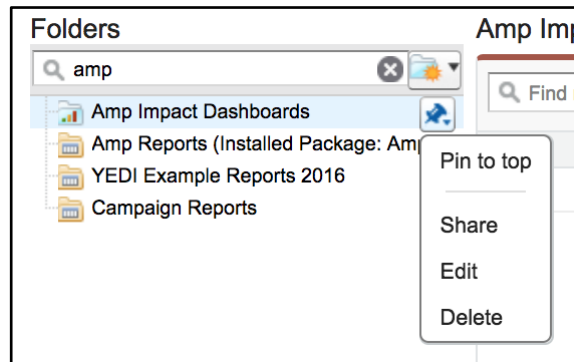 Folders
Amp Imp
amp
Find
Amp Impact Dashboards
Amp Reports (Installed Package: Amp
YEDI Example Reports 2016
Campaign Reports
Pin to top
Share
Edit
Delete